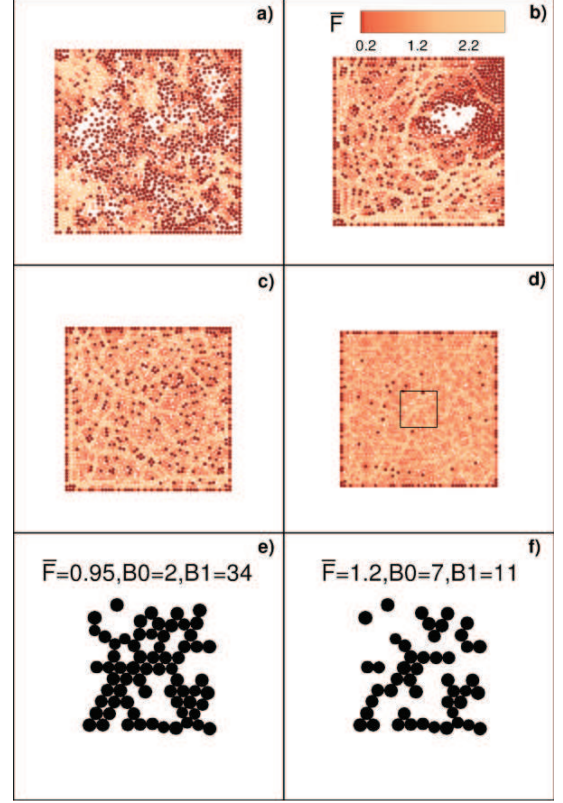 a)
F̅
0.2 1.2 2.2
b)
c)
d)
e)
F̅=0.95,B0=2,B1=34
f)
F̅=1.2,B0=7,B1=11